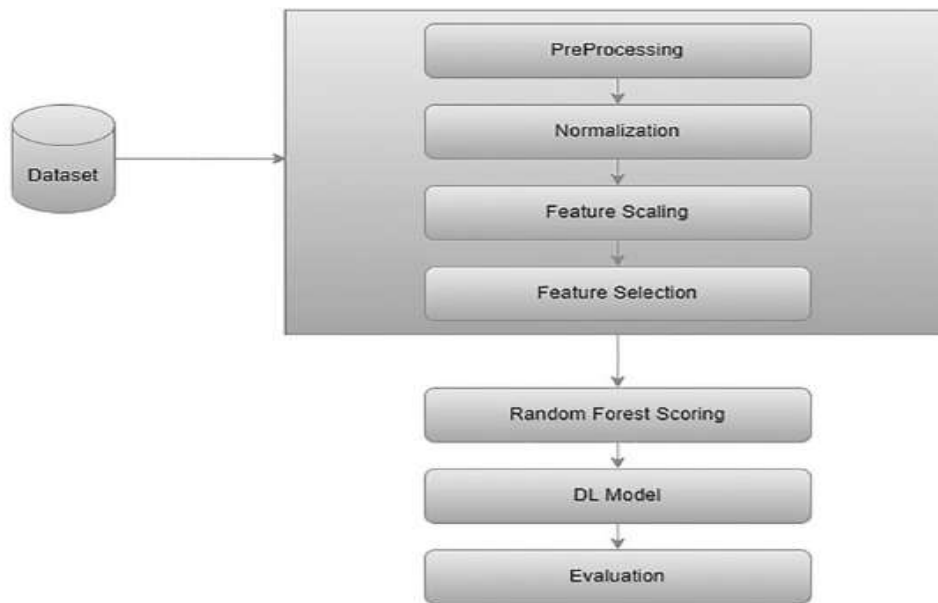 PreProcessing
Normalization
Dataset
Feature Scaling
Feature Selection
Random Forest Scoring
DL Model
Evaluation